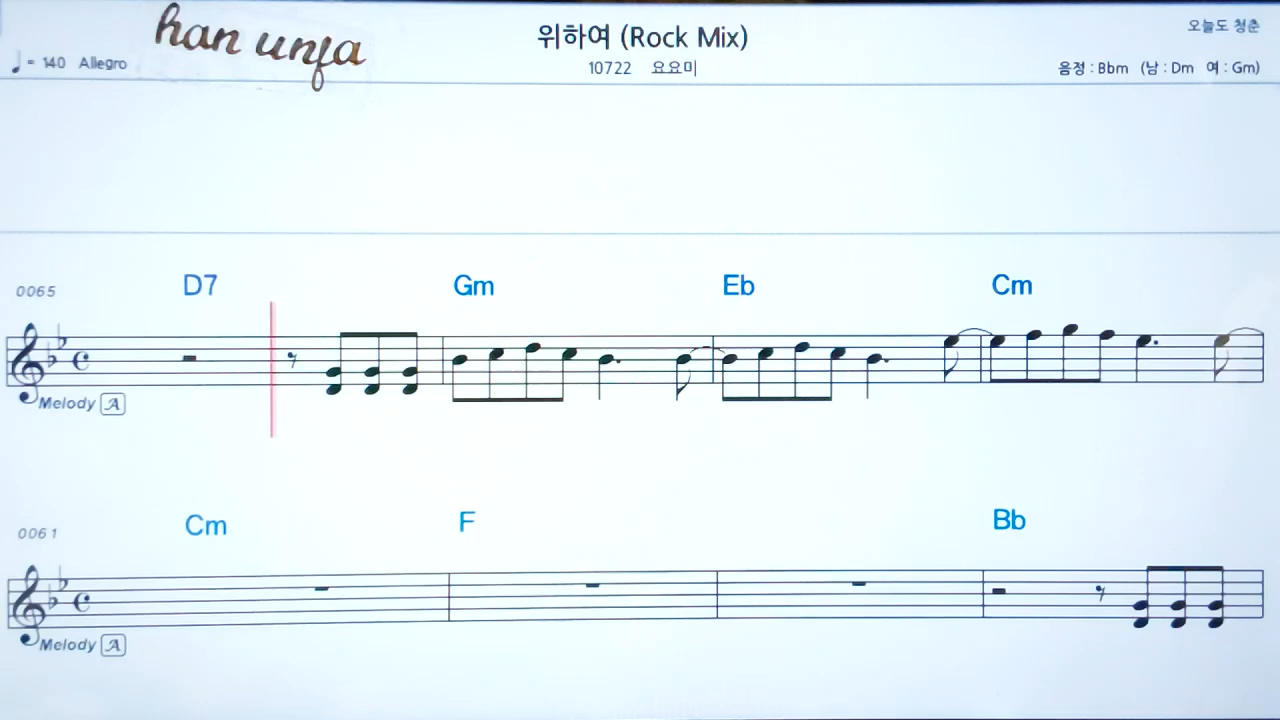 han unfa
위하여 (Rock Mix)
오늘도 청춘
♩ = 140 Allegro
10722 요요미
음정 : Bbm (남 : Dm 여 : Gm)
0065
D7 Gm Eb Cm
Melody A
0061
Cm F Bb
Melody A